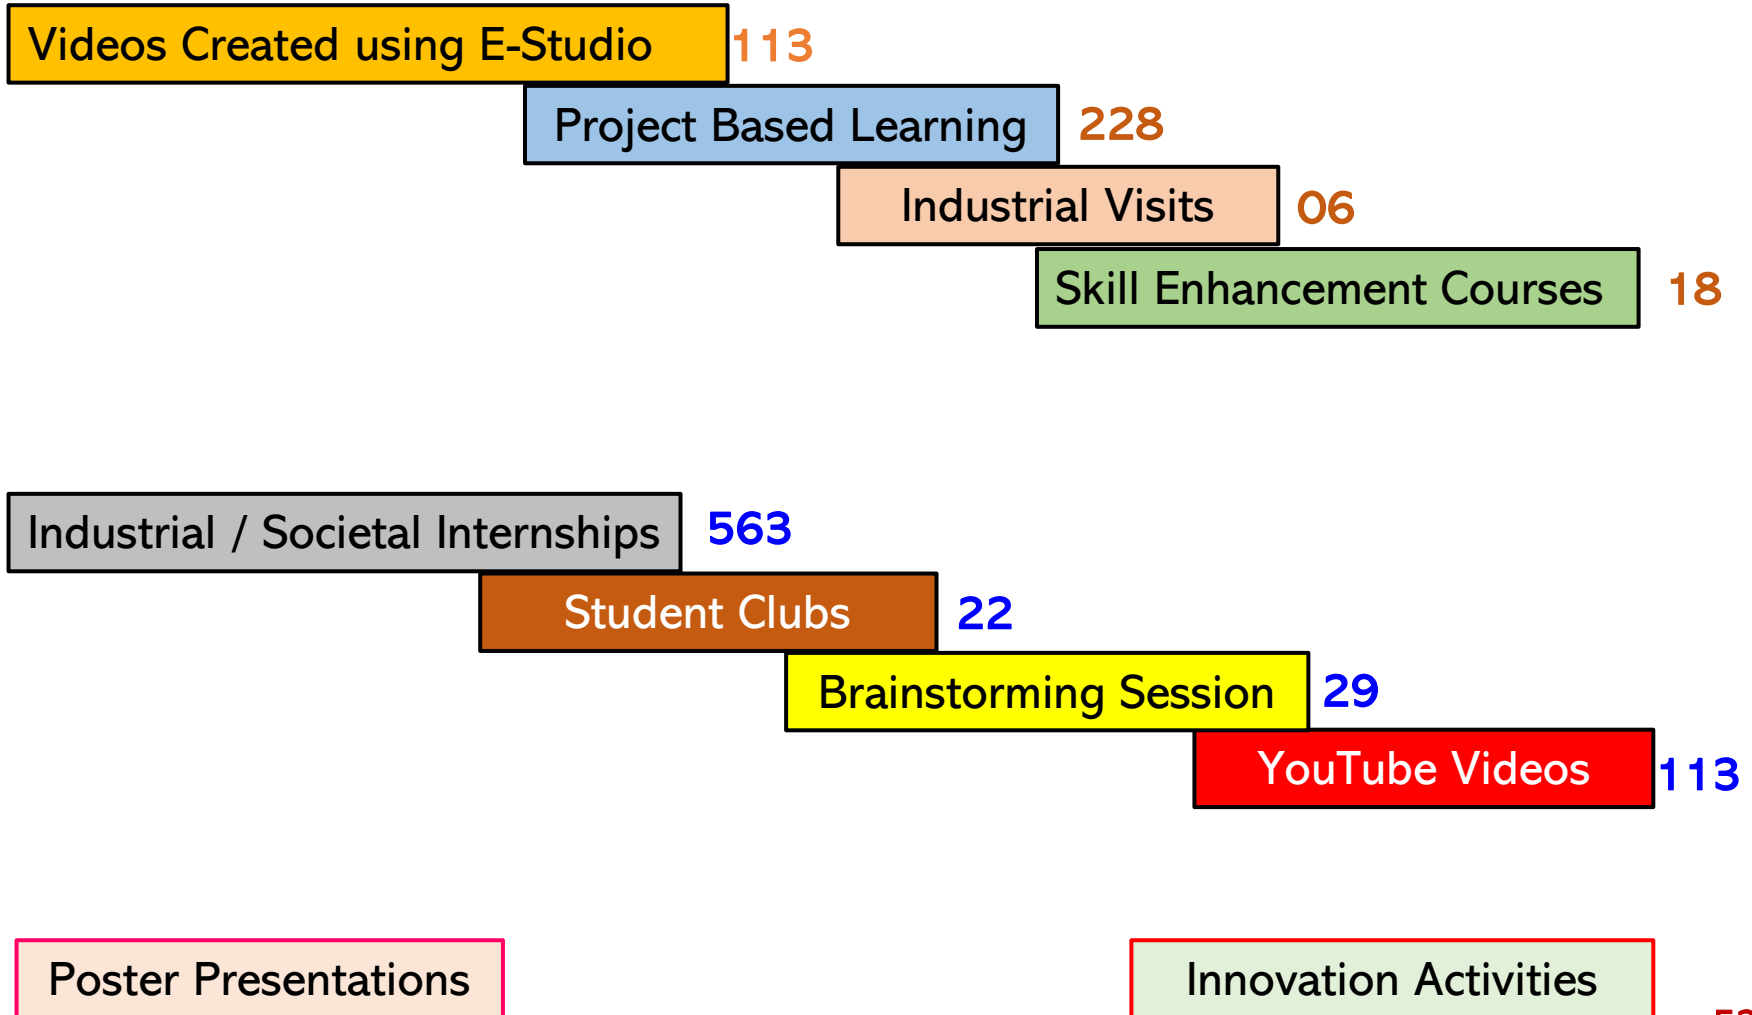 Videos Created using E-Studio 113
Project Based Learning 228
Industrial Visits 06
Skill Enhancement Courses 18
Industrial / Societal Internships 563
Student Clubs 22
Brainstorming Session 29
YouTube Videos 113
Poster Presentations
Innovation Activities